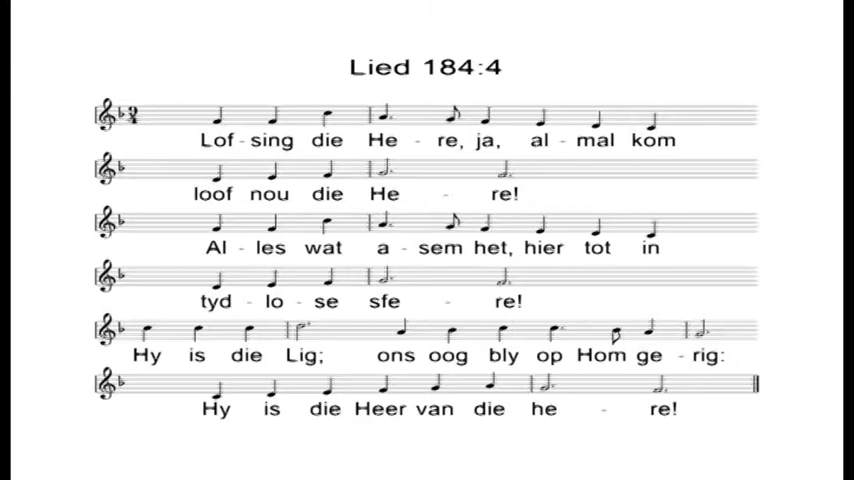 Lied 184:4
Lof - sing die He - re, ja, al - mal kom
loof nou die He - re!
Al - les wat a - sem het, hier tot in
tyd - lo - se sfe - re!
Hy is die Lig; ons oog bly op Hom ge - rig:
Hy is die Heer van die he - re!